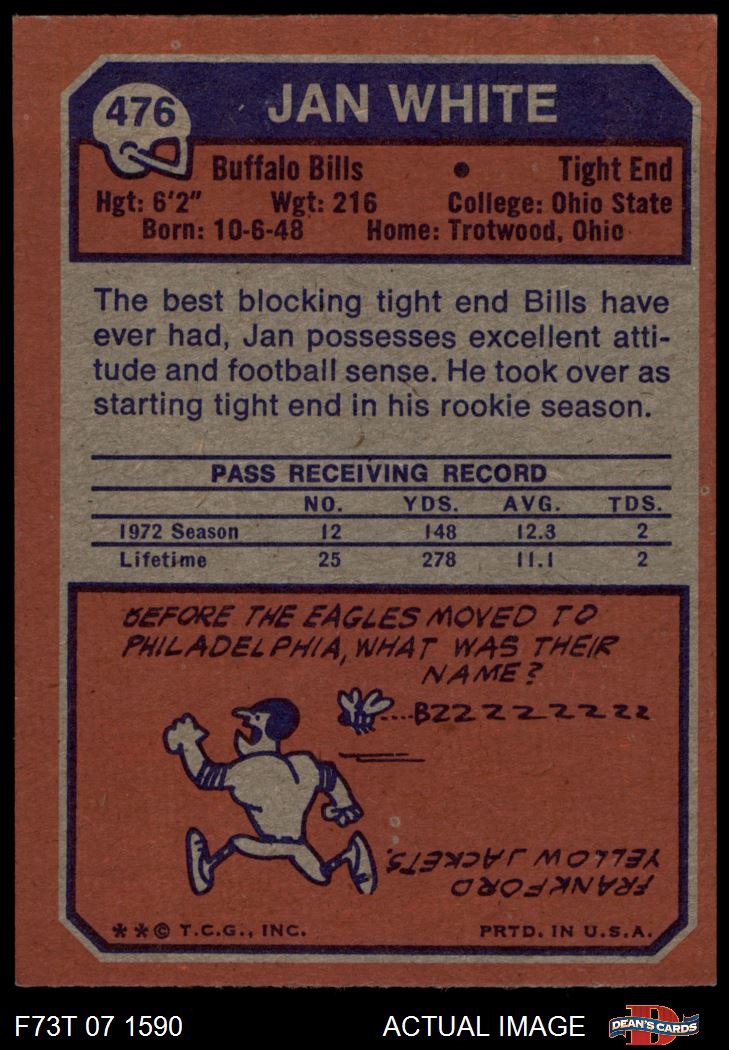 476
JAN WHITE
Buffalo Bills • Tight End
Hgt: 6'2" Wgt: 216 College: Ohio State
Born: 10-6-48 Home: Trotwood, Ohio
The best blocking tight end Bills have
ever had, Jan possesses excellent atti-
tude and football sense. He took over as
starting tight end in his rookie season.
PASS RECEIVING RECORD
NO. YDS. AVG. TDS.
1972 Season 12 148 12.3 2
Lifetime 25 278 11.1 2
BEFORE THE EAGLES MOVED TO
PHILADELPHIA, WHAT WAS THEIR
NAME?
....BZZZZZZZZZ
FRANKFORD
YELLOW JACKETS.
**© T.C.G., INC. PRTD. IN U.S.A.
F73T 07 1590 ACTUAL IMAGE
D
DEAN'S CARDS